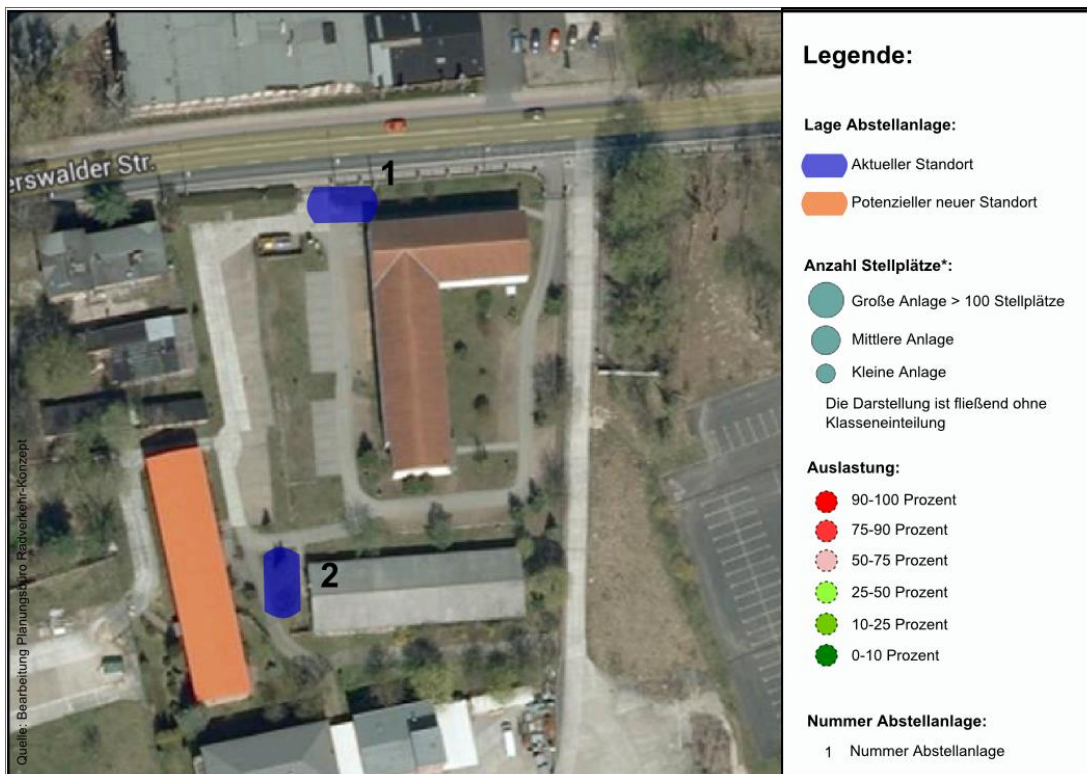 erswalder Str.
1
2
Quelle: Bearbeitung Planungsbüro Radverkehr-Konzept
Legende:
Lage Abstellanlage:
Aktueller Standort
Potenzieller neuer Standort
Anzahl Stellplätze*:
Große Anlage > 100 Stellplätze
Mittlere Anlage
Kleine Anlage
Die Darstellung ist fließend ohne
Klasseneinteilung
Auslastung:
90-100 Prozent
75-90 Prozent
50-75 Prozent
25-50 Prozent
10-25 Prozent
0-10 Prozent
Nummer Abstellanlage:
1 Nummer Abstellanlage